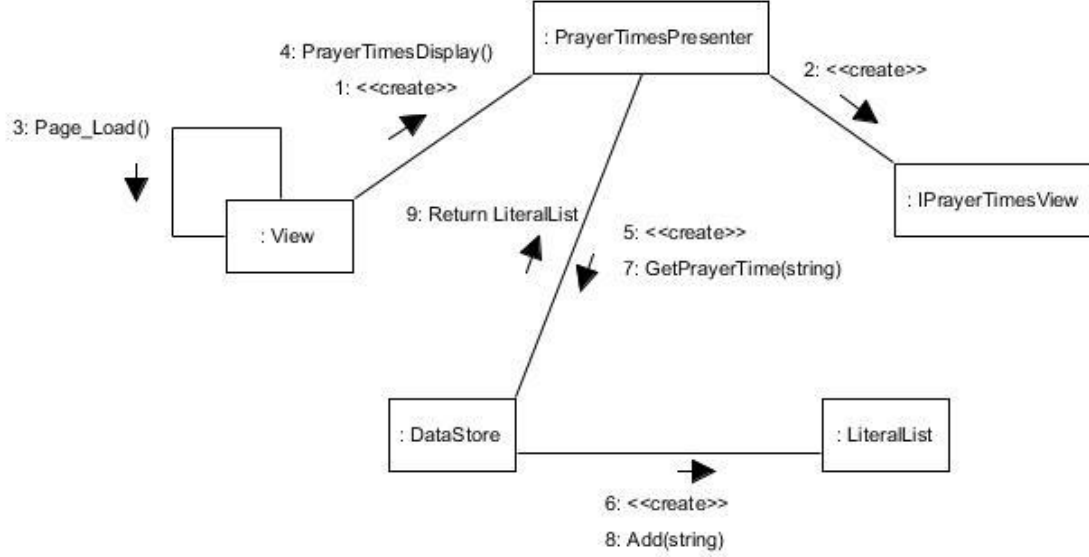 : PrayerTimesPresenter
4: PrayerTimesDisplay()
1: <<create>>
2: <<create>>
3: Page_Load()
: IPrayerTimesView
9: Return LiteralList
: View
5: <<create>>
7: GetPrayerTime(string)
: DataStore
: LiteralList
6: <<create>>
8: Add(string)